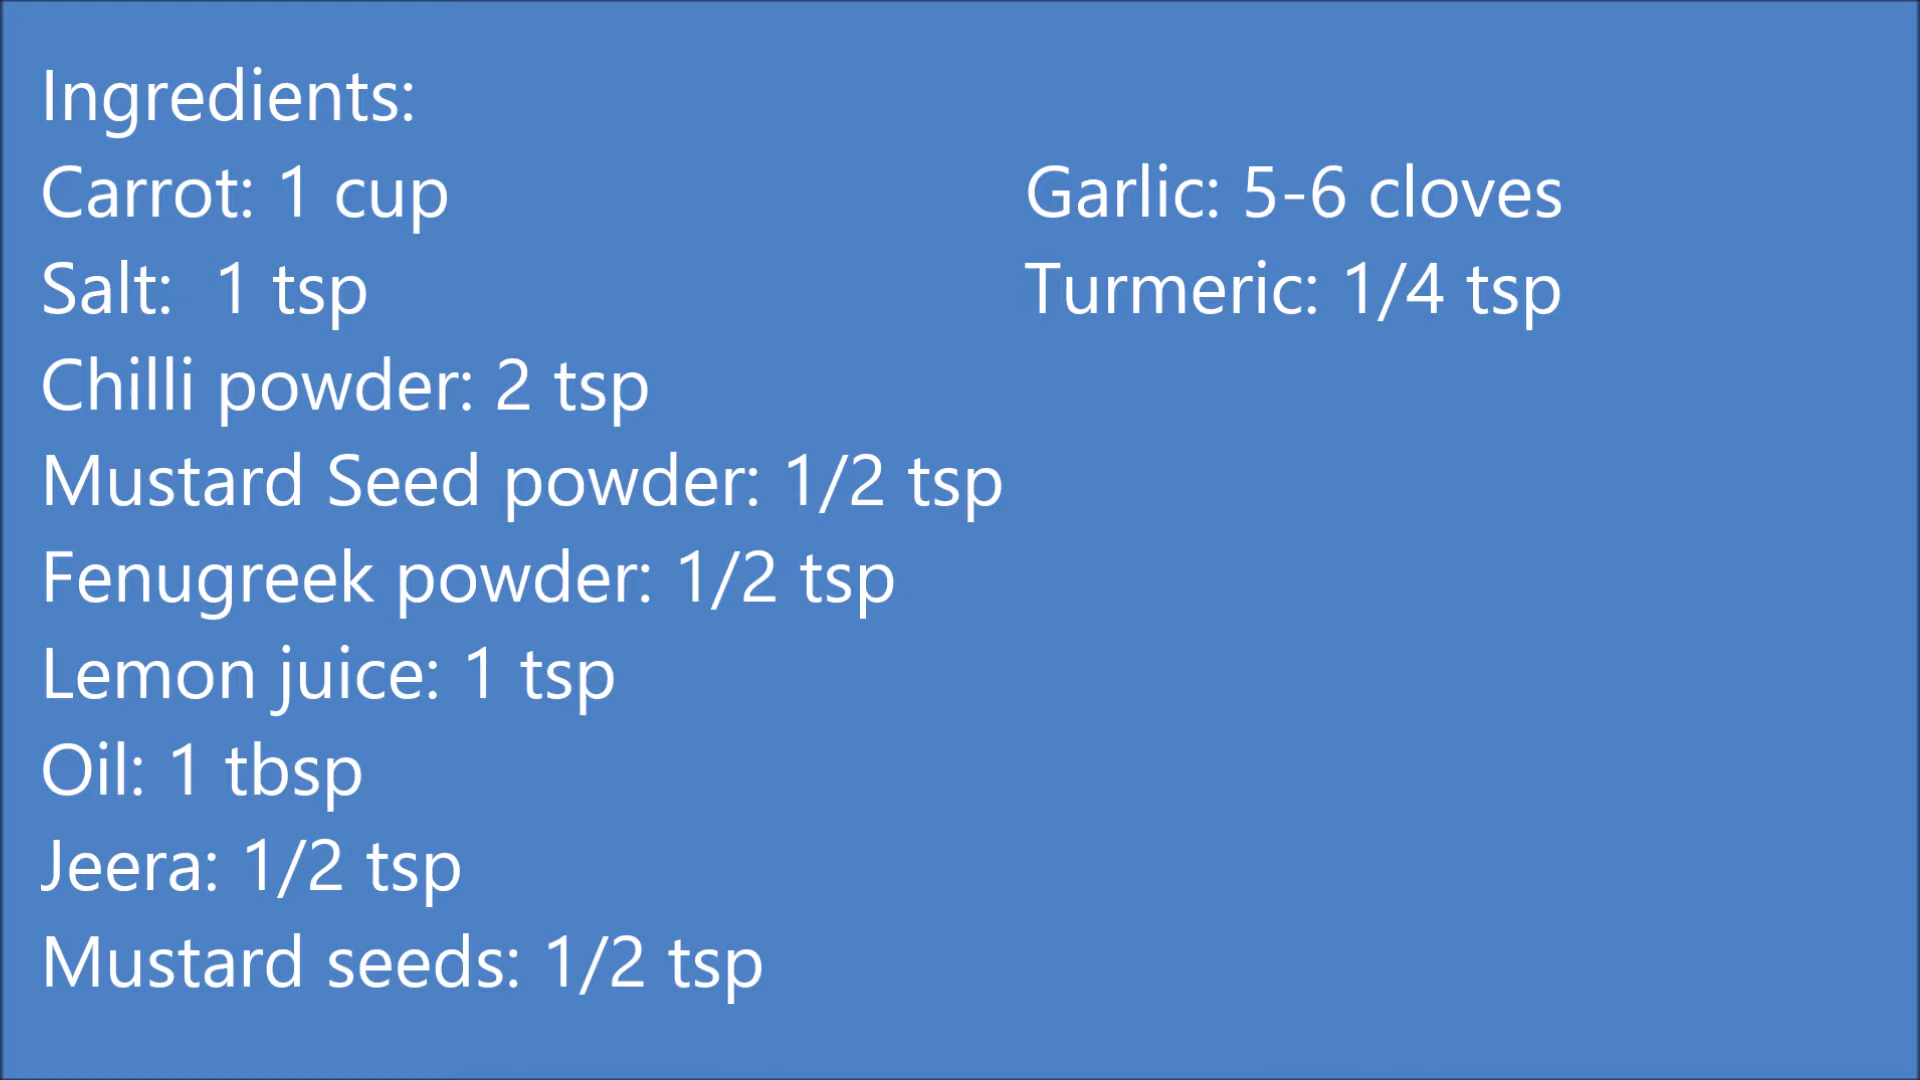 Ingredients:
Carrot: 1 cup
Salt:  1 tsp
Chilli powder: 2 tsp
Mustard Seed powder: 1/2 tsp
Fenugreek powder: 1/2 tsp
Lemon juice: 1 tsp
Oil: 1 tbsp
Jeera: 1/2 tsp
Mustard seeds: 1/2 tsp
Garlic: 5-6 cloves
Turmeric: 1/4 tsp